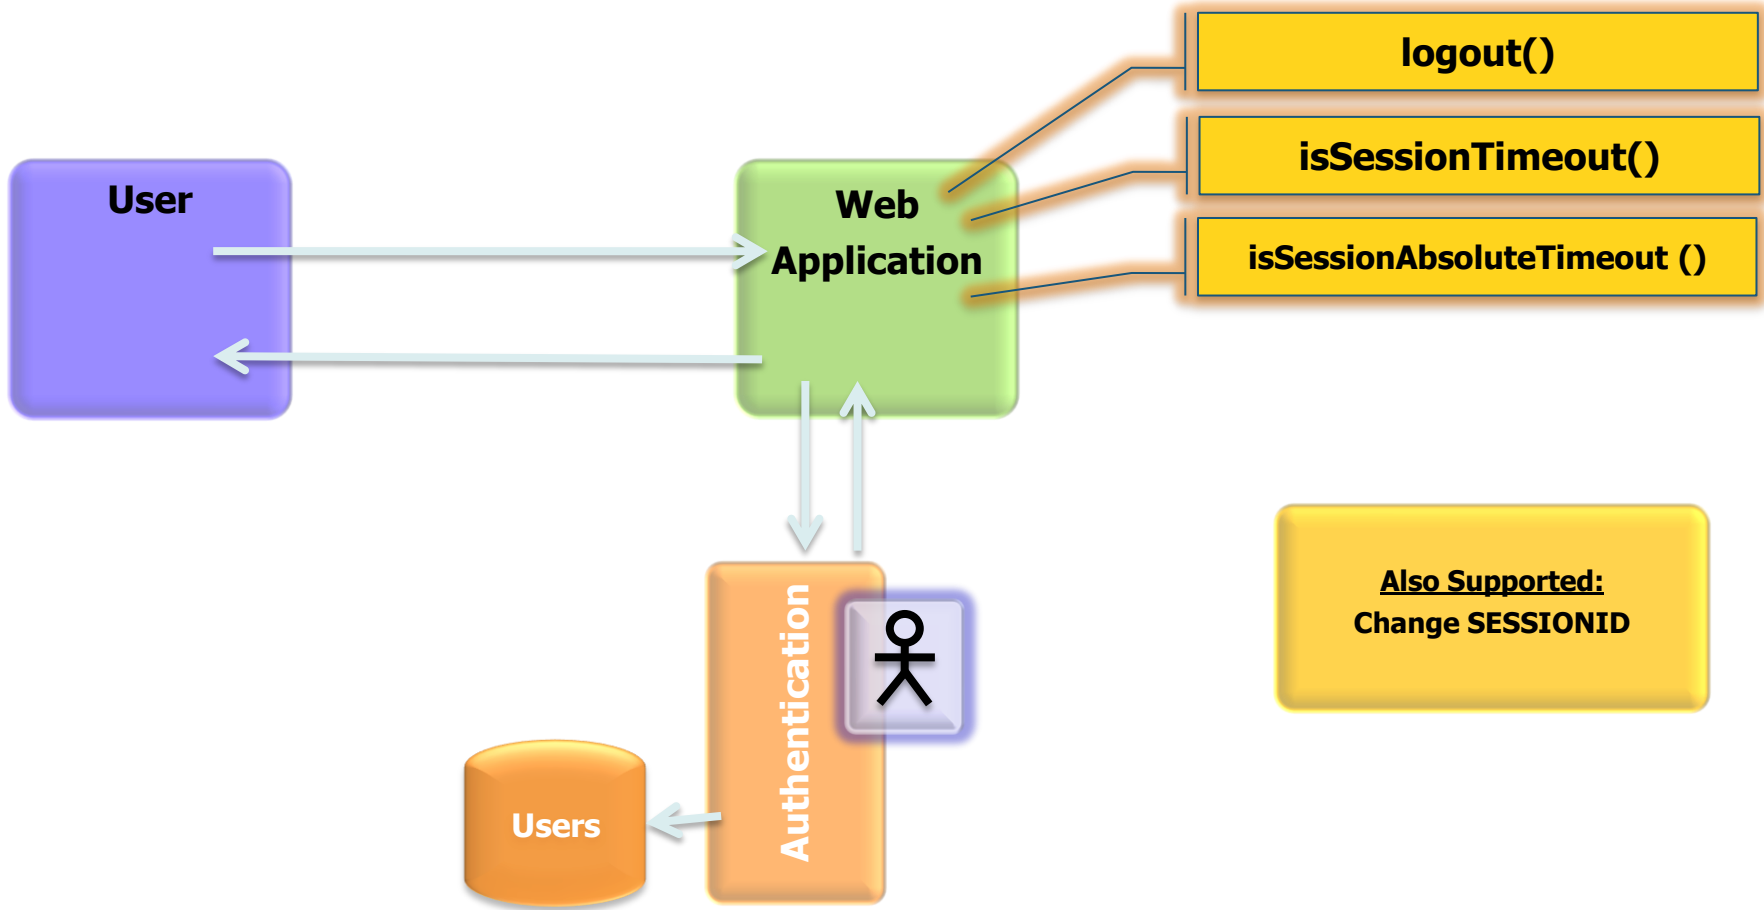 logout()
isSessionTimeout()
isSessionAbsoluteTimeout ()
User
Web
Application
Also Supported:
Change SESSIONID
Authentication
Users